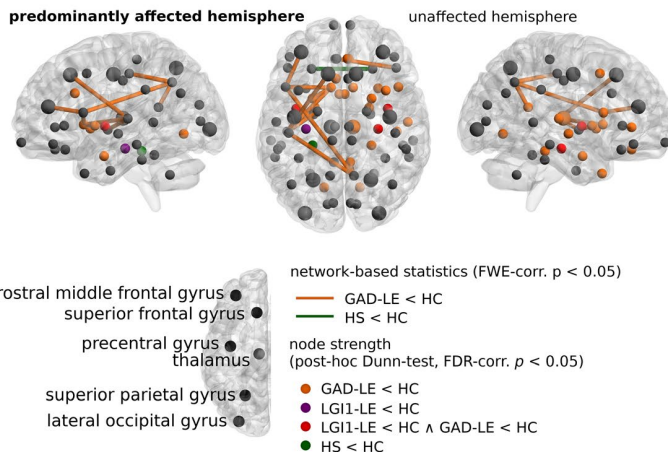 predominantly affected hemisphere
unaffected hemisphere
rostral middle frontal gyrus
superior frontal gyrus
precentral gyrus
thalamus
superior parietal gyrus
lateral occipital gyrus
network-based statistics (FWE-corr. p < 0.05)
GAD-LE < HC
HS < HC
node strength
(post-hoc Dunn-test, FDR-corr. p < 0.05)
GAD-LE < HC
LGI1-LE < HC
LGI1-LE < HC ∧ GAD-LE < HC
HS < HC